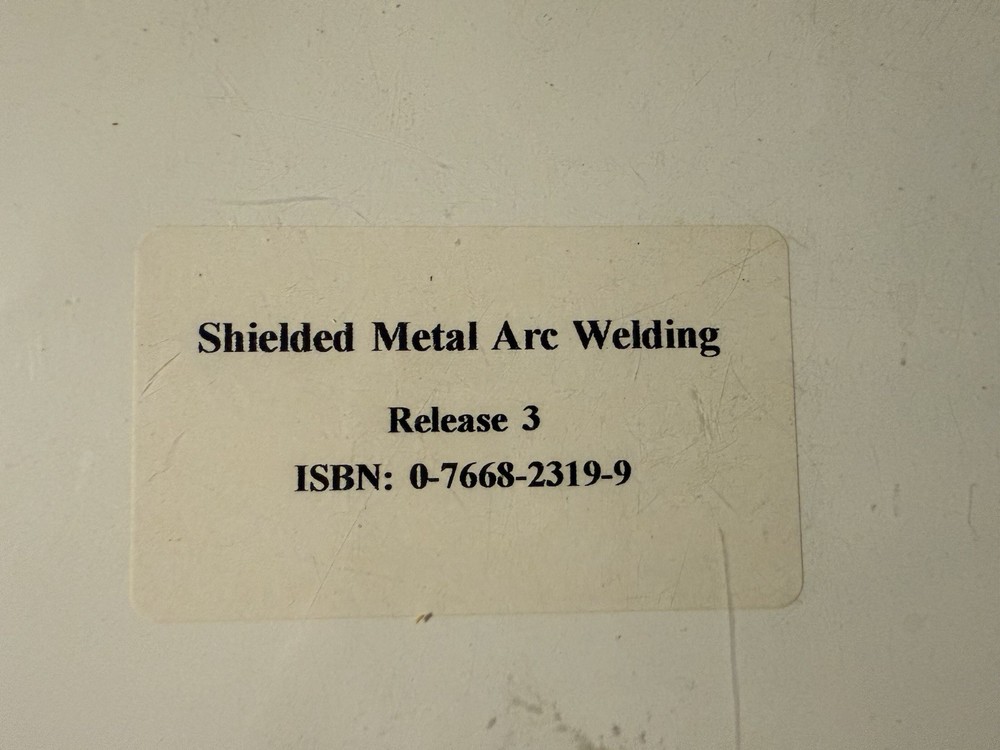 Shielded Metal Arc Welding
Release 3
ISBN: 0-7668-2319-9